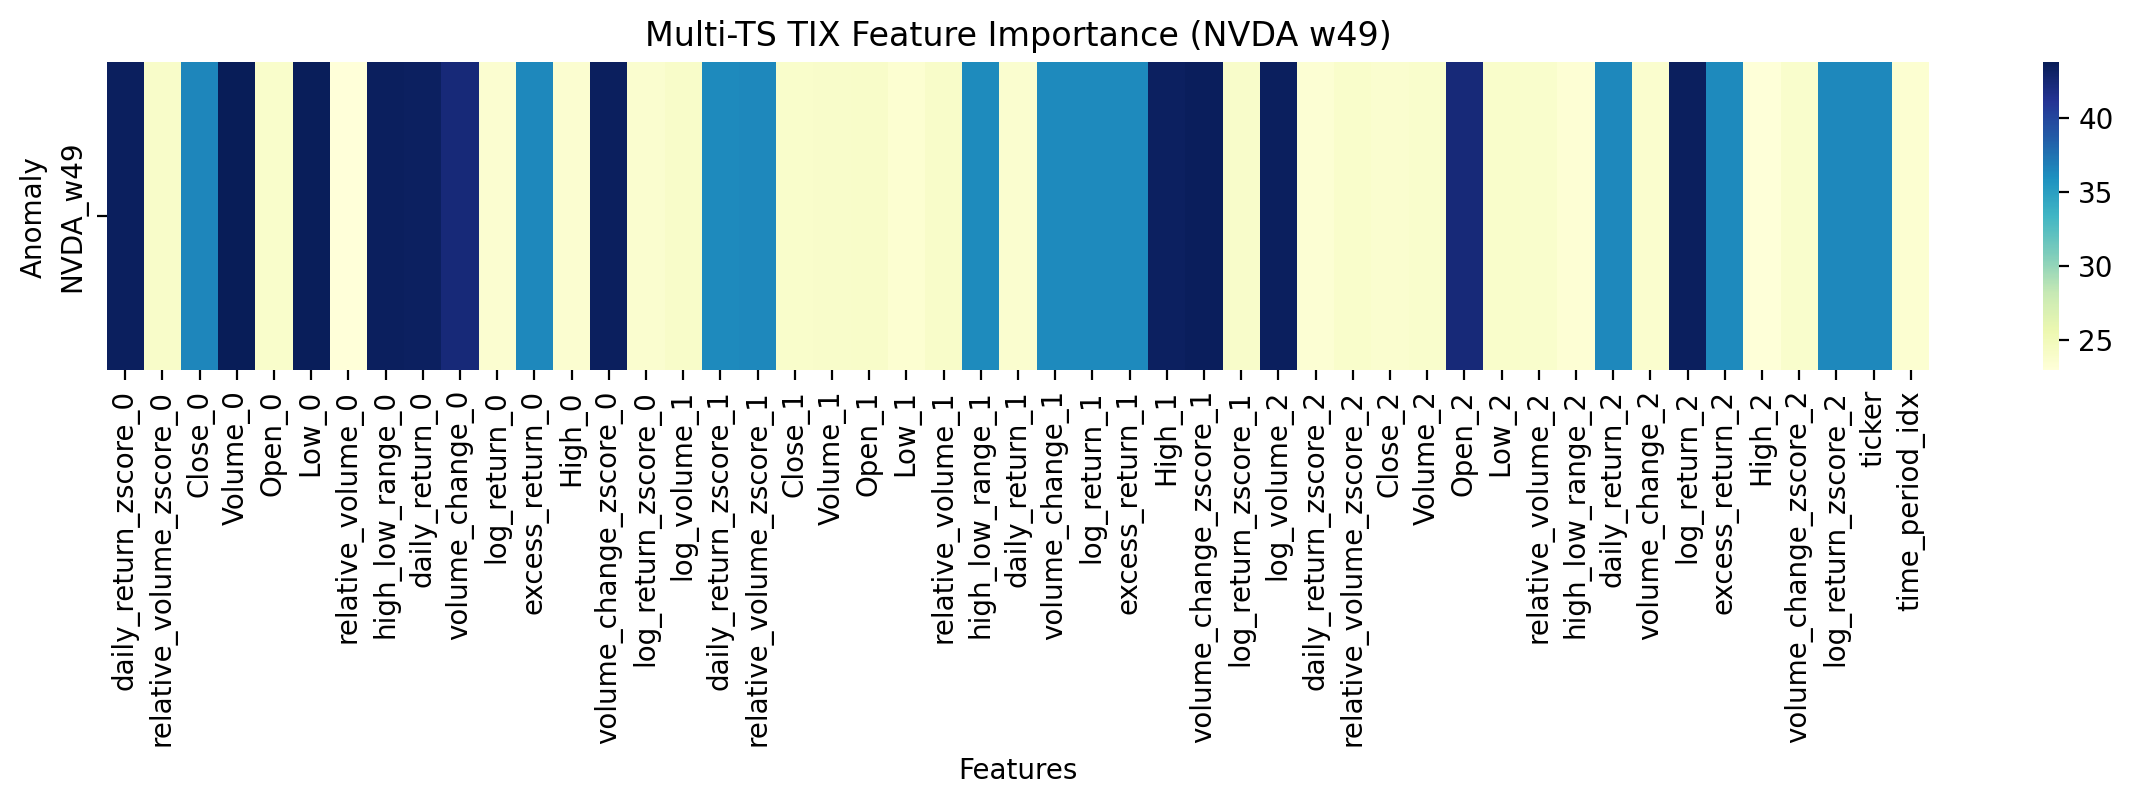 Multi-TS TIX Feature Importance (NVDA w49)
Anomaly
NVDA_w49
daily_return_zscore_0
relative_volume_zscore_0
Close_0
Volume_0
Open_0
Low_0
relative_volume_0
high_low_range_0
daily_return_0
volume_change_0
log_return_0
excess_return_0
High_0
volume_change_zscore_0
log_return_zscore_0
log_volume_1
daily_return_zscore_1
relative_volume_zscore_1
Close_1
Volume_1
Open_1
Low_1
relative_volume_1
high_low_range_1
daily_return_1
volume_change_1
log_return_1
excess_return_1
High_1
volume_change_zscore_1
log_return_zscore_1
log_volume_2
daily_return_zscore_2
relative_volume_zscore_2
Close_2
Volume_2
Open_2
Low_2
relative_volume_2
high_low_range_2
daily_return_2
volume_change_2
log_return_2
excess_return_2
High_2
volume_change_zscore_2
log_return_zscore_2
ticker
time_period_idx
Features
40
35
30
25